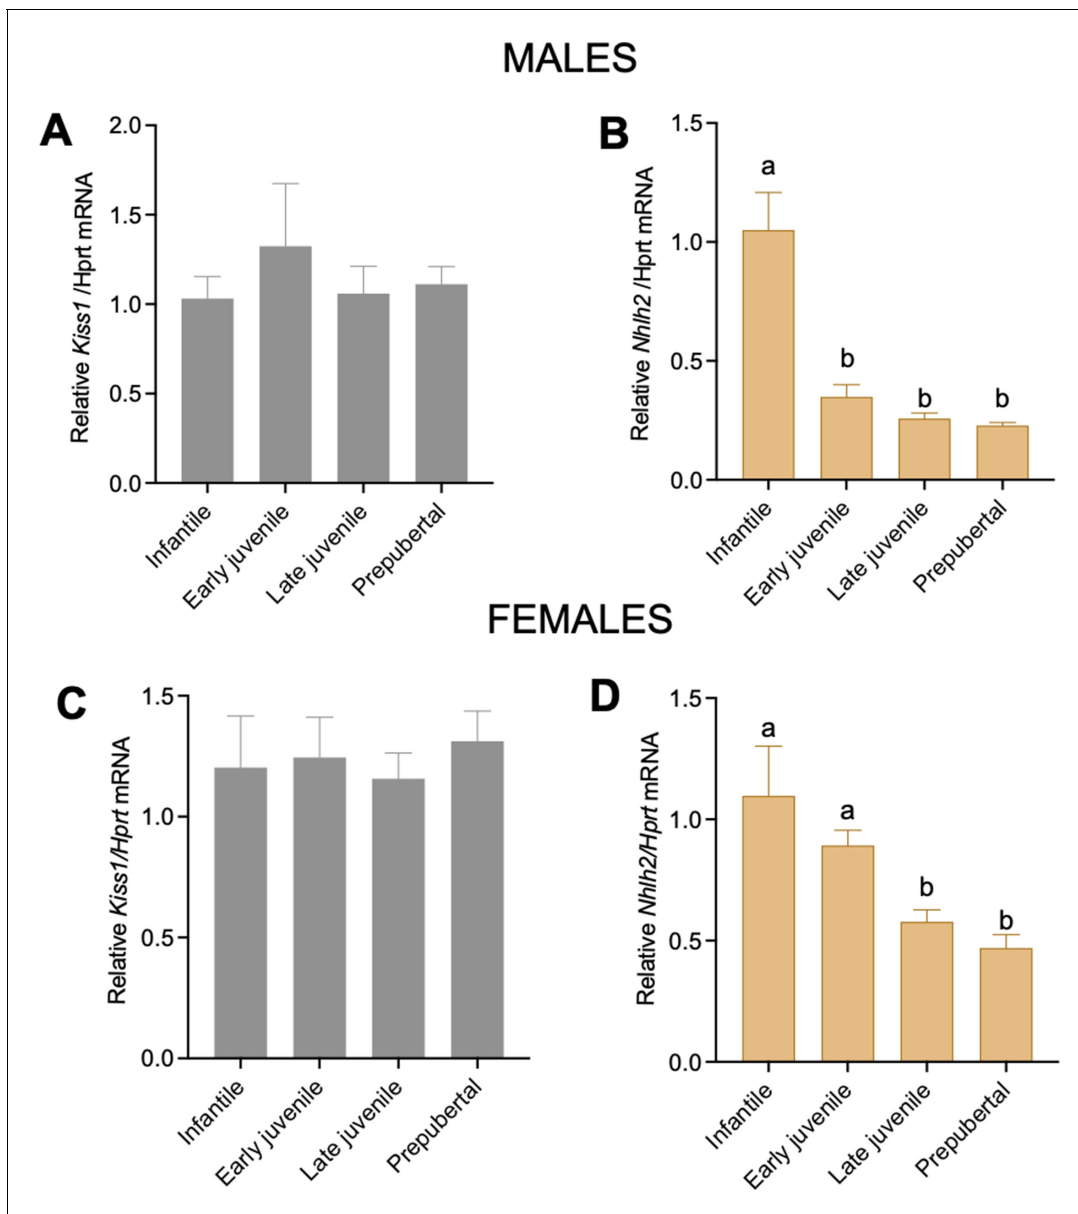 MALES
A
Relative Kiss1 /Hprt mRNA
2.0
1.5
1.0
0.5
0.0
Infantile
Early juvenile
Late juvenile
Prepubertal
B
Relative Nhlh2 /Hprt mRNA
1.5
1.0
0.5
0.0
a
b
b
b
Infantile
Early juvenile
Late juvenile
Prepubertal
FEMALES
C
Relative Kiss1/Hprt mRNA
1.5
1.0
0.5
0.0
Infantile
Early juvenile
Late juvenile
Prepubertal
D
Relative Nhlh2/Hprt mRNA
1.5
1.0
0.5
0.0
a
a
b
b
Infantile
Early juvenile
Late juvenile
Prepubertal